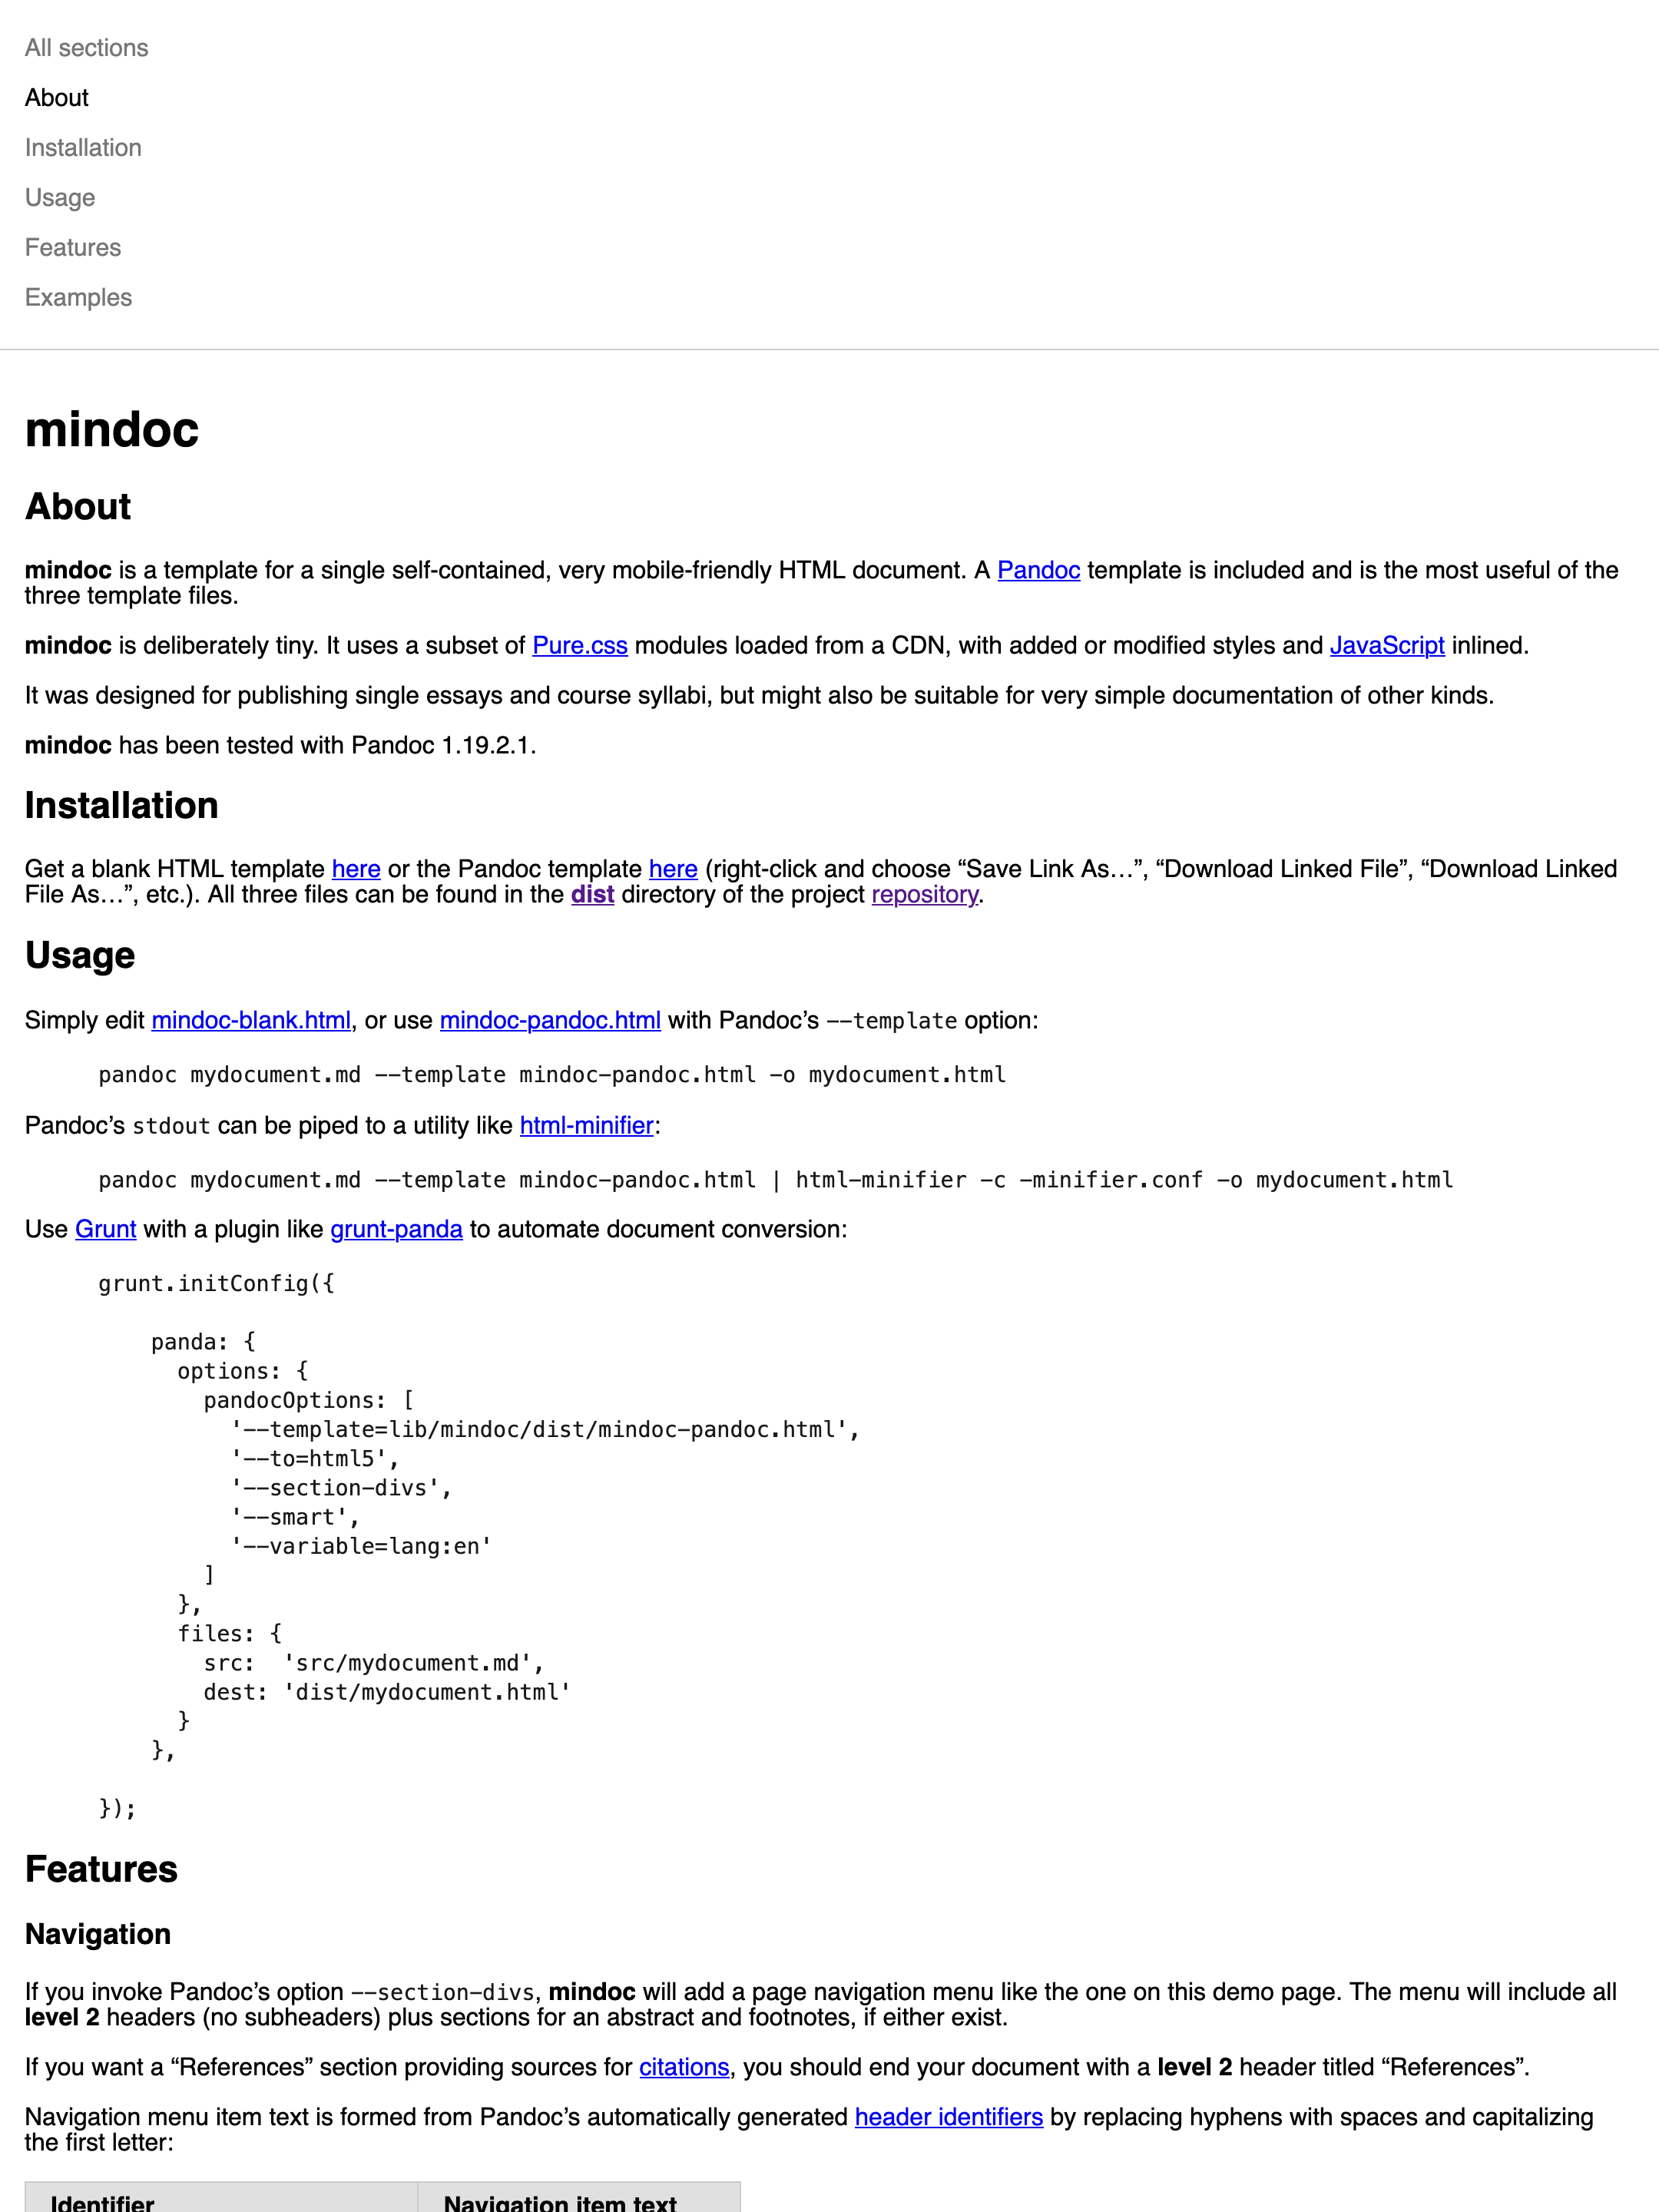 All sections
About
Installation
Usage
Features
Examples
mindoc
About
mindoc is a template for a single self-contained, very mobile-friendly HTML document. A Pandoc template is included and is the most useful of the
three template files.
mindoc is deliberately tiny. It uses a subset of Pure.css modules loaded from a CDN, with added or modified styles and JavaScript inlined.
It was designed for publishing single essays and course syllabi, but might also be suitable for very simple documentation of other kinds.
mindoc has been tested with Pandoc 1.19.2.1.
Installation
Get a blank HTML template here or the Pandoc template here (right-click and choose “Save Link As…”, “Download Linked File”, “Download Linked
File As…”, etc.). All three files can be found in the dist directory of the project repository.
Usage
Simply edit mindoc-blank.html, or use mindoc-pandoc.html with Pandoc’s --template option:
pandoc mydocument.md --template mindoc-pandoc.html -o mydocument.html
Pandoc’s stdout can be piped to a utility like html-minifier:
pandoc mydocument.md --template mindoc-pandoc.html | html-minifier -c -minifier.conf -o mydocument.html
Use Grunt with a plugin like grunt-panda to automate document conversion:
grunt.initConfig({
panda: {
options: {
pandocOptions: [
'--template=lib/mindoc/dist/mindoc-pandoc.html',
'--to=html5',
'--section-divs',
'--smart',
'--variable=lang:en'
]
},
files: {
src:  'src/mydocument.md',
dest: 'dist/mydocument.html'
}
},
});
Features
Navigation
If you invoke Pandoc’s option --section-divs, mindoc will add a page navigation menu like the one on this demo page. The menu will include all
level 2 headers (no subheaders) plus sections for an abstract and footnotes, if either exist.
If you want a “References” section providing sources for citations, you should end your document with a level 2 header titled “References”.
Navigation menu item text is formed from Pandoc’s automatically generated header identifiers by replacing hyphens with spaces and capitalizing
the first letter:
Identifier Navigation item text